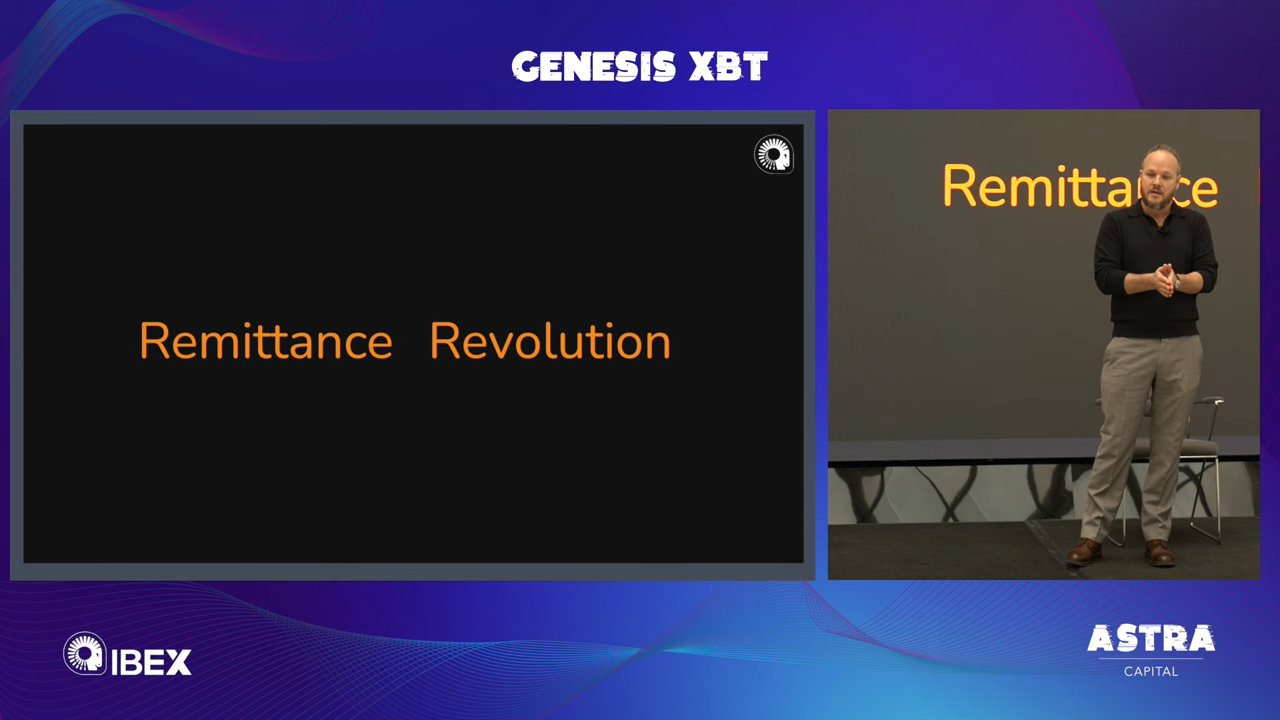 GENESIS XBT
Remittance Revolution
Remittance
IBEX
ASTRA
CAPITAL